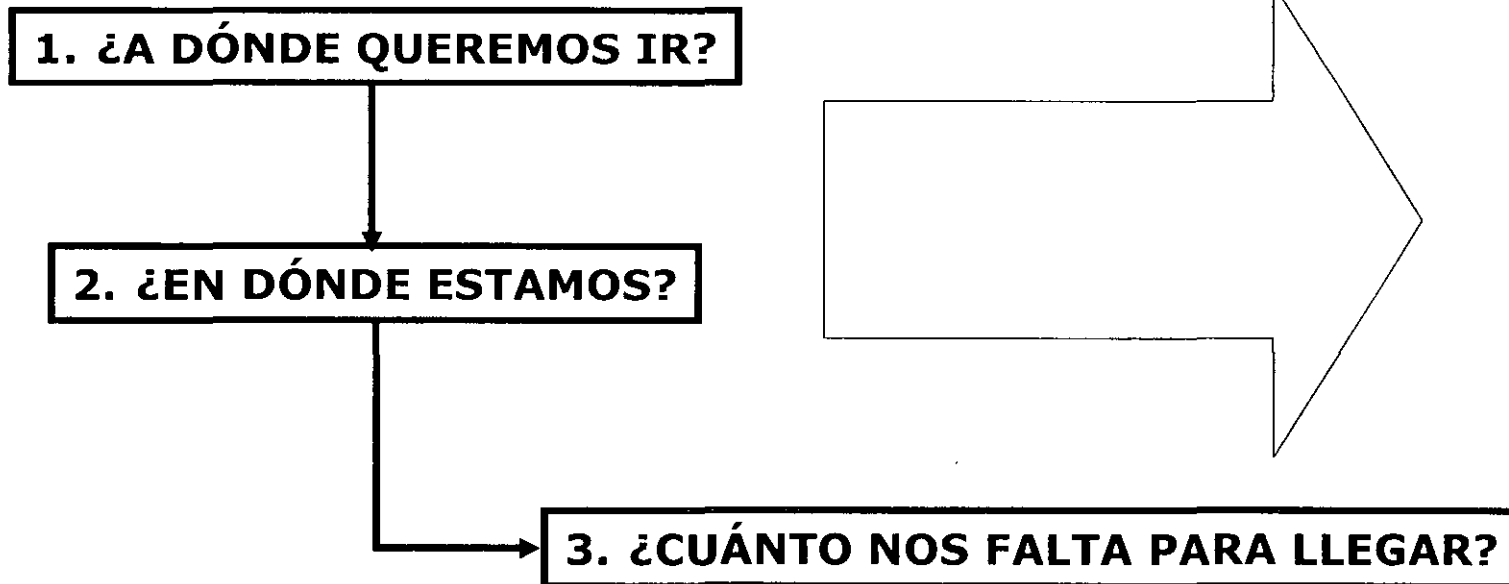 1. ¿A DÓNDE QUEREMOS IR?
2. ¿EN DÓNDE ESTAMOS?
3. ¿CUÁNTO NOS FALTA PARA LLEGAR?